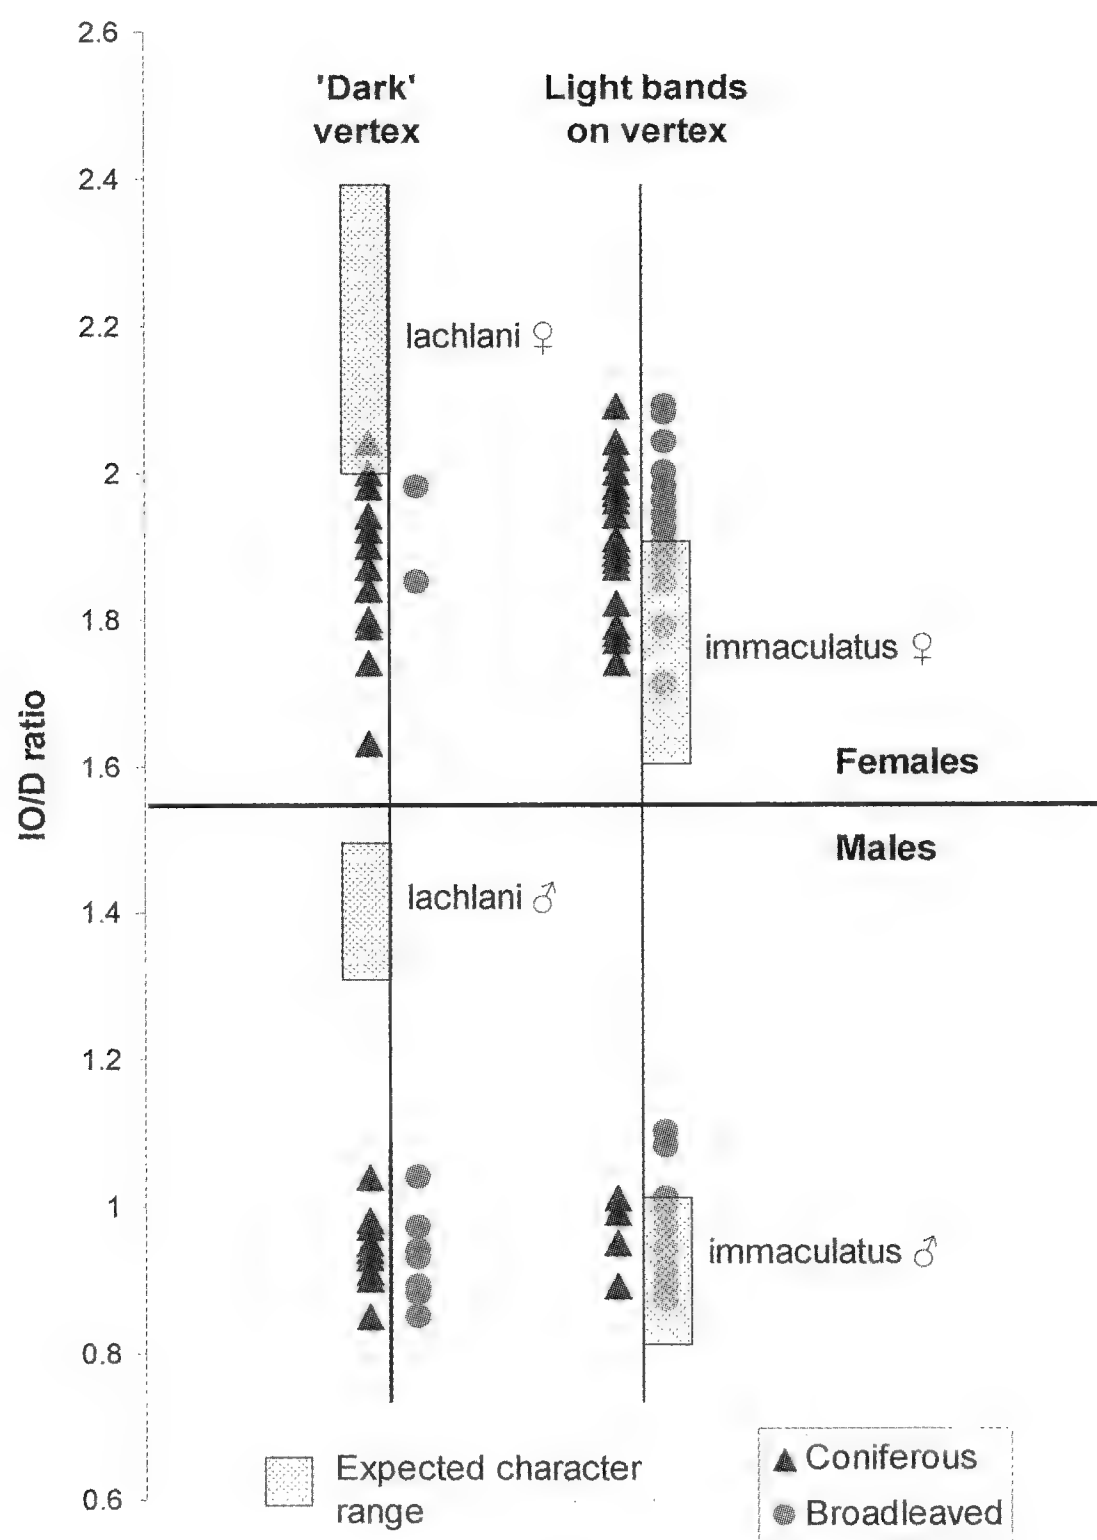 2.6
'Dark'
vertex
Light bands
on vertex
2.4
2.2
lachlani ♀
2
1.8
immaculatus ♀
IO/D ratio
1.6
Females
Males
1.4
lachlani ♂
1.2
1
immaculatus ♂
0.8
Expected character
range
Coniferous
Broadleaved
0.6